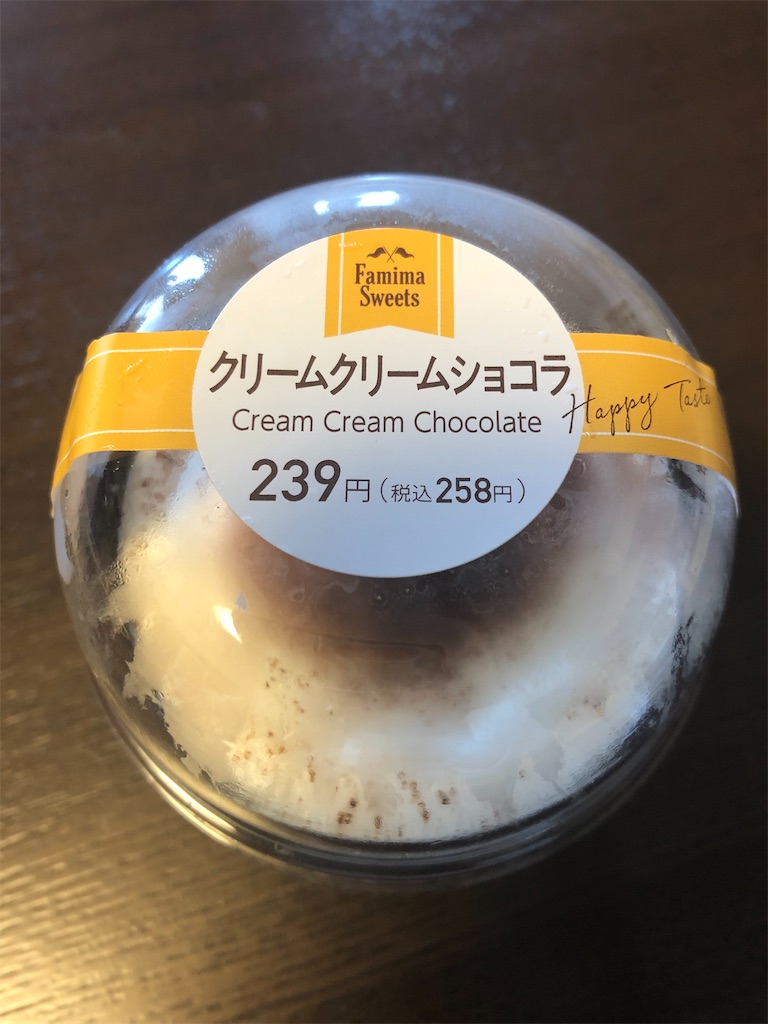 Famima
Sweets
クリームクリームショコラ
Cream Cream Chocolate
Happy Taste
239円(税込258円)